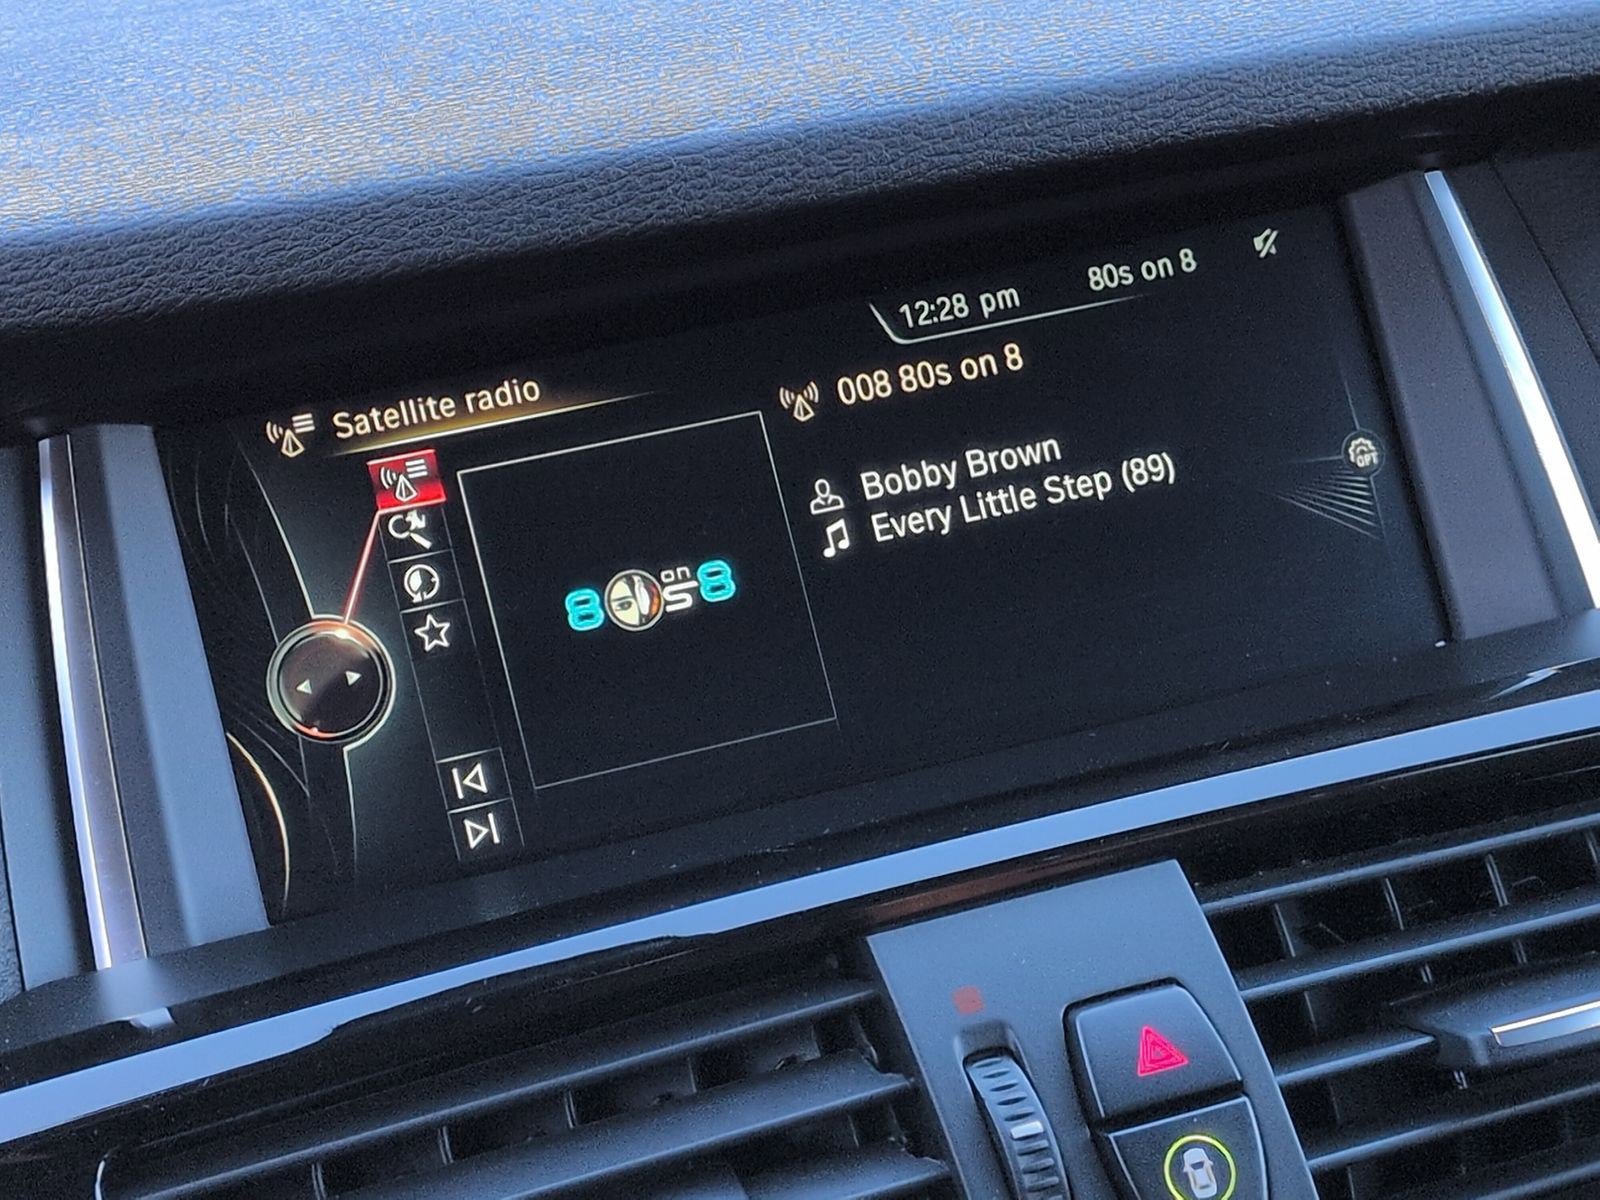 12:28 pm 80s on 8
Satellite radio
008 80s on 8
Bobby Brown
Every Little Step (89)
OPT
80s on 8